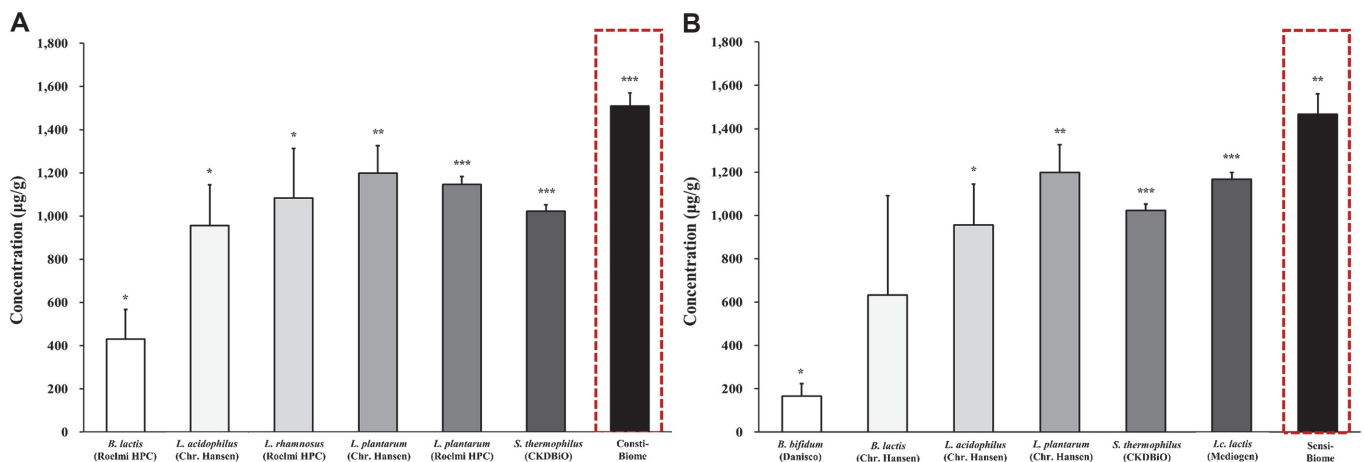 A
Concentration (µg/g)
1,800
1,600
1,400
1,200
1,000
800
600
400
200
0
*
*
*
**
***
***
***
B. lactis
(Roelmi HPC)
L. acidophilus
(Chr. Hansen)
L. rhamnosus
(Roelmi HPC)
L. plantarum
(Chr. Hansen)
L. plantarum
(Roelmi HPC)
S. thermophilus
(CKDBiO)
Consti-
Biome
B
Concentration (µg/g)
1,800
1,600
1,400
1,200
1,000
800
600
400
200
0
*
*
**
***
***
**
B. bifidum
(Danisco)
B. lactis
(Chr. Hansen)
L. acidophilus
(Chr. Hansen)
L. plantarum
(Chr. Hansen)
S. thermophilus
(CKDBiO)
Lc. lactis
(Mediogen)
Sensi-
Biome